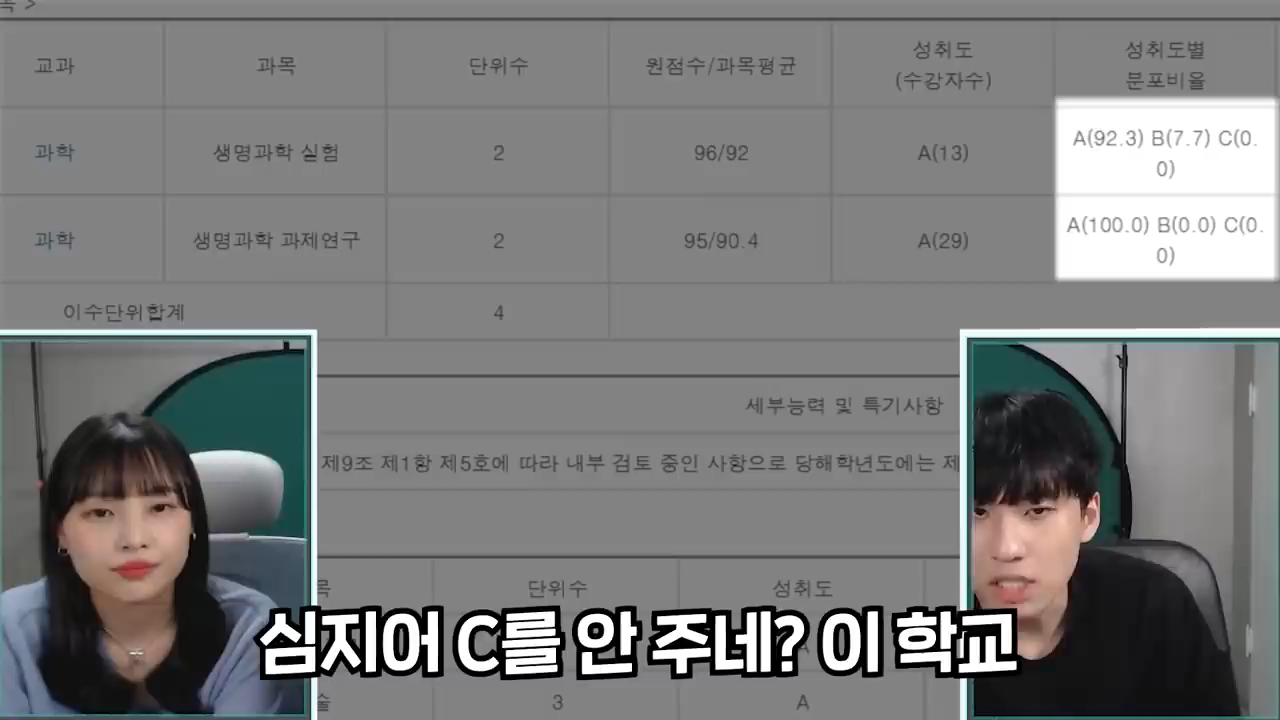 목 >
교과 과목 단위수 원점수/과목평균 성취도 (수강자수) 성취도별 분포비율
과학 생명과학 실험 2 96/92 A(13) A(92.3) B(7.7) C(0.
0)
과학 생명과학 과제연구 2 95/90.4 A(29) A(100.0) B(0.0) C(0.
0)
이수단위합계 4
세부능력 및 특기사항
제9조 제1항 제5호에 따라 내부 검토 중인 사항으로 당해학년도에는 제
목 단위수 성취도
심지어 C를 안 주네? 이 학교
술 3 A